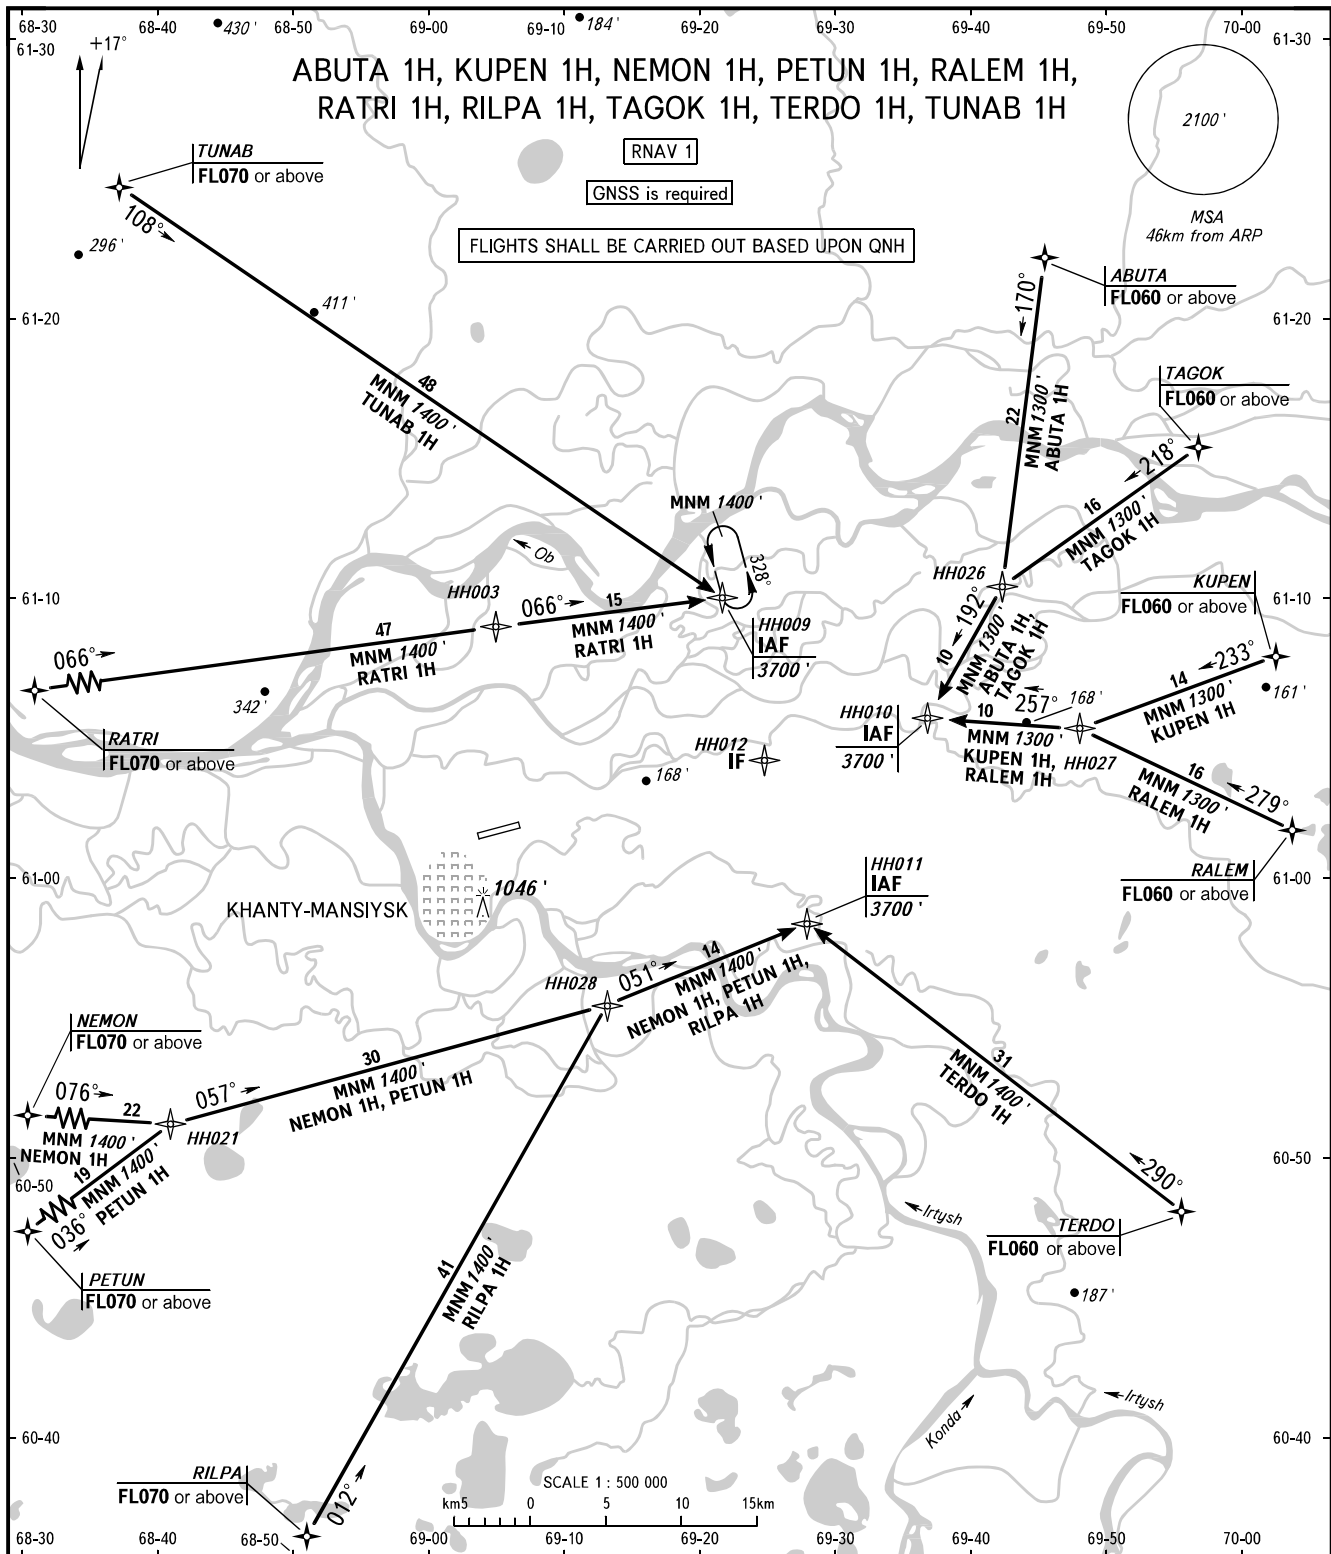 68-30
68-40
430'
68-50
69-00
69-10
184'
69-20
69-30
69-40
69-50
70-00
61-30
61-30
+17°
ABUTA 1H, KUPEN 1H, NEMON 1H, PETUN 1H, RALEM 1H,
RATRI 1H, RILPA 1H, TAGOK 1H, TERDO 1H, TUNAB 1H
RNAV 1
GNSS is required
FLIGHTS SHALL BE CARRIED OUT BASED UPON QNH
2100'
MSA
46km from ARP
TUNAB
FL070 or above
108°
296'
411'
48
MNM 1400'
TUNAB 1H
ABUTA
FL060 or above
170°
22
MNM 1300'
ABUTA 1H
61-20
61-20
TAGOK
FL060 or above
218°
16
MNM 1300'
TAGOK 1H
MNM 1400'
328°
Ob
HH003
066°
15
MNM 1400'
RATRI 1H
HH009
IAF
3700'
HH026
192°
10
MNM 1300'
ABUTA 1H,
TAGOK 1H
KUPEN
FL060 or above
61-10
61-10
233°
14
MNM 1300'
KUPEN 1H
161'
066°
47
MNM 1400'
RATRI 1H
342'
RATRI
FL070 or above
HH010
IAF
3700'
257°
168'
10
MNM 1300'
KUPEN 1H,
RALEM 1H
HH027
HH012
IF
168'
16
MNM 1300'
RALEM 1H
279°
RALEM
FL060 or above
61-00
61-00
1046'
KHANTY-MANSIYSK
HH011
IAF
3700'
HH028
051°
14
MNM 1400'
NEMON 1H, PETUN 1H,
RILPA 1H
NEMON
FL070 or above
076°
22
MNM 1400'
NEMON 1H
HH021
057°
30
MNM 1400'
NEMON 1H, PETUN 1H
31
MNM 1400'
TERDO 1H
290°
60-50
60-50
19
MNM 1400'
PETUN 1H
036°
PETUN
FL070 or above
Irtysh
TERDO
FL060 or above
187'
41
MNM 1400'
RILPA 1H
Irtysh
Konda
60-40
60-40
RILPA
FL070 or above
012°
SCALE 1 : 500 000
km5
0
5
10
15km
68-30
68-40
68-50
69-00
69-10
69-20
69-30
69-40
69-50
70-00